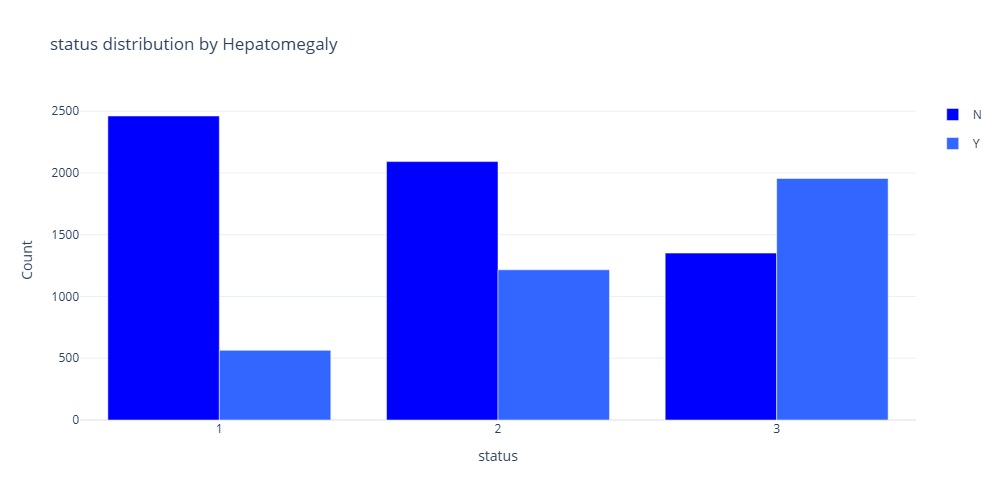 status distribution by Hepatomegaly
2500
2000
1500
1000
500
0
Count
1
2
3
status
N
Y